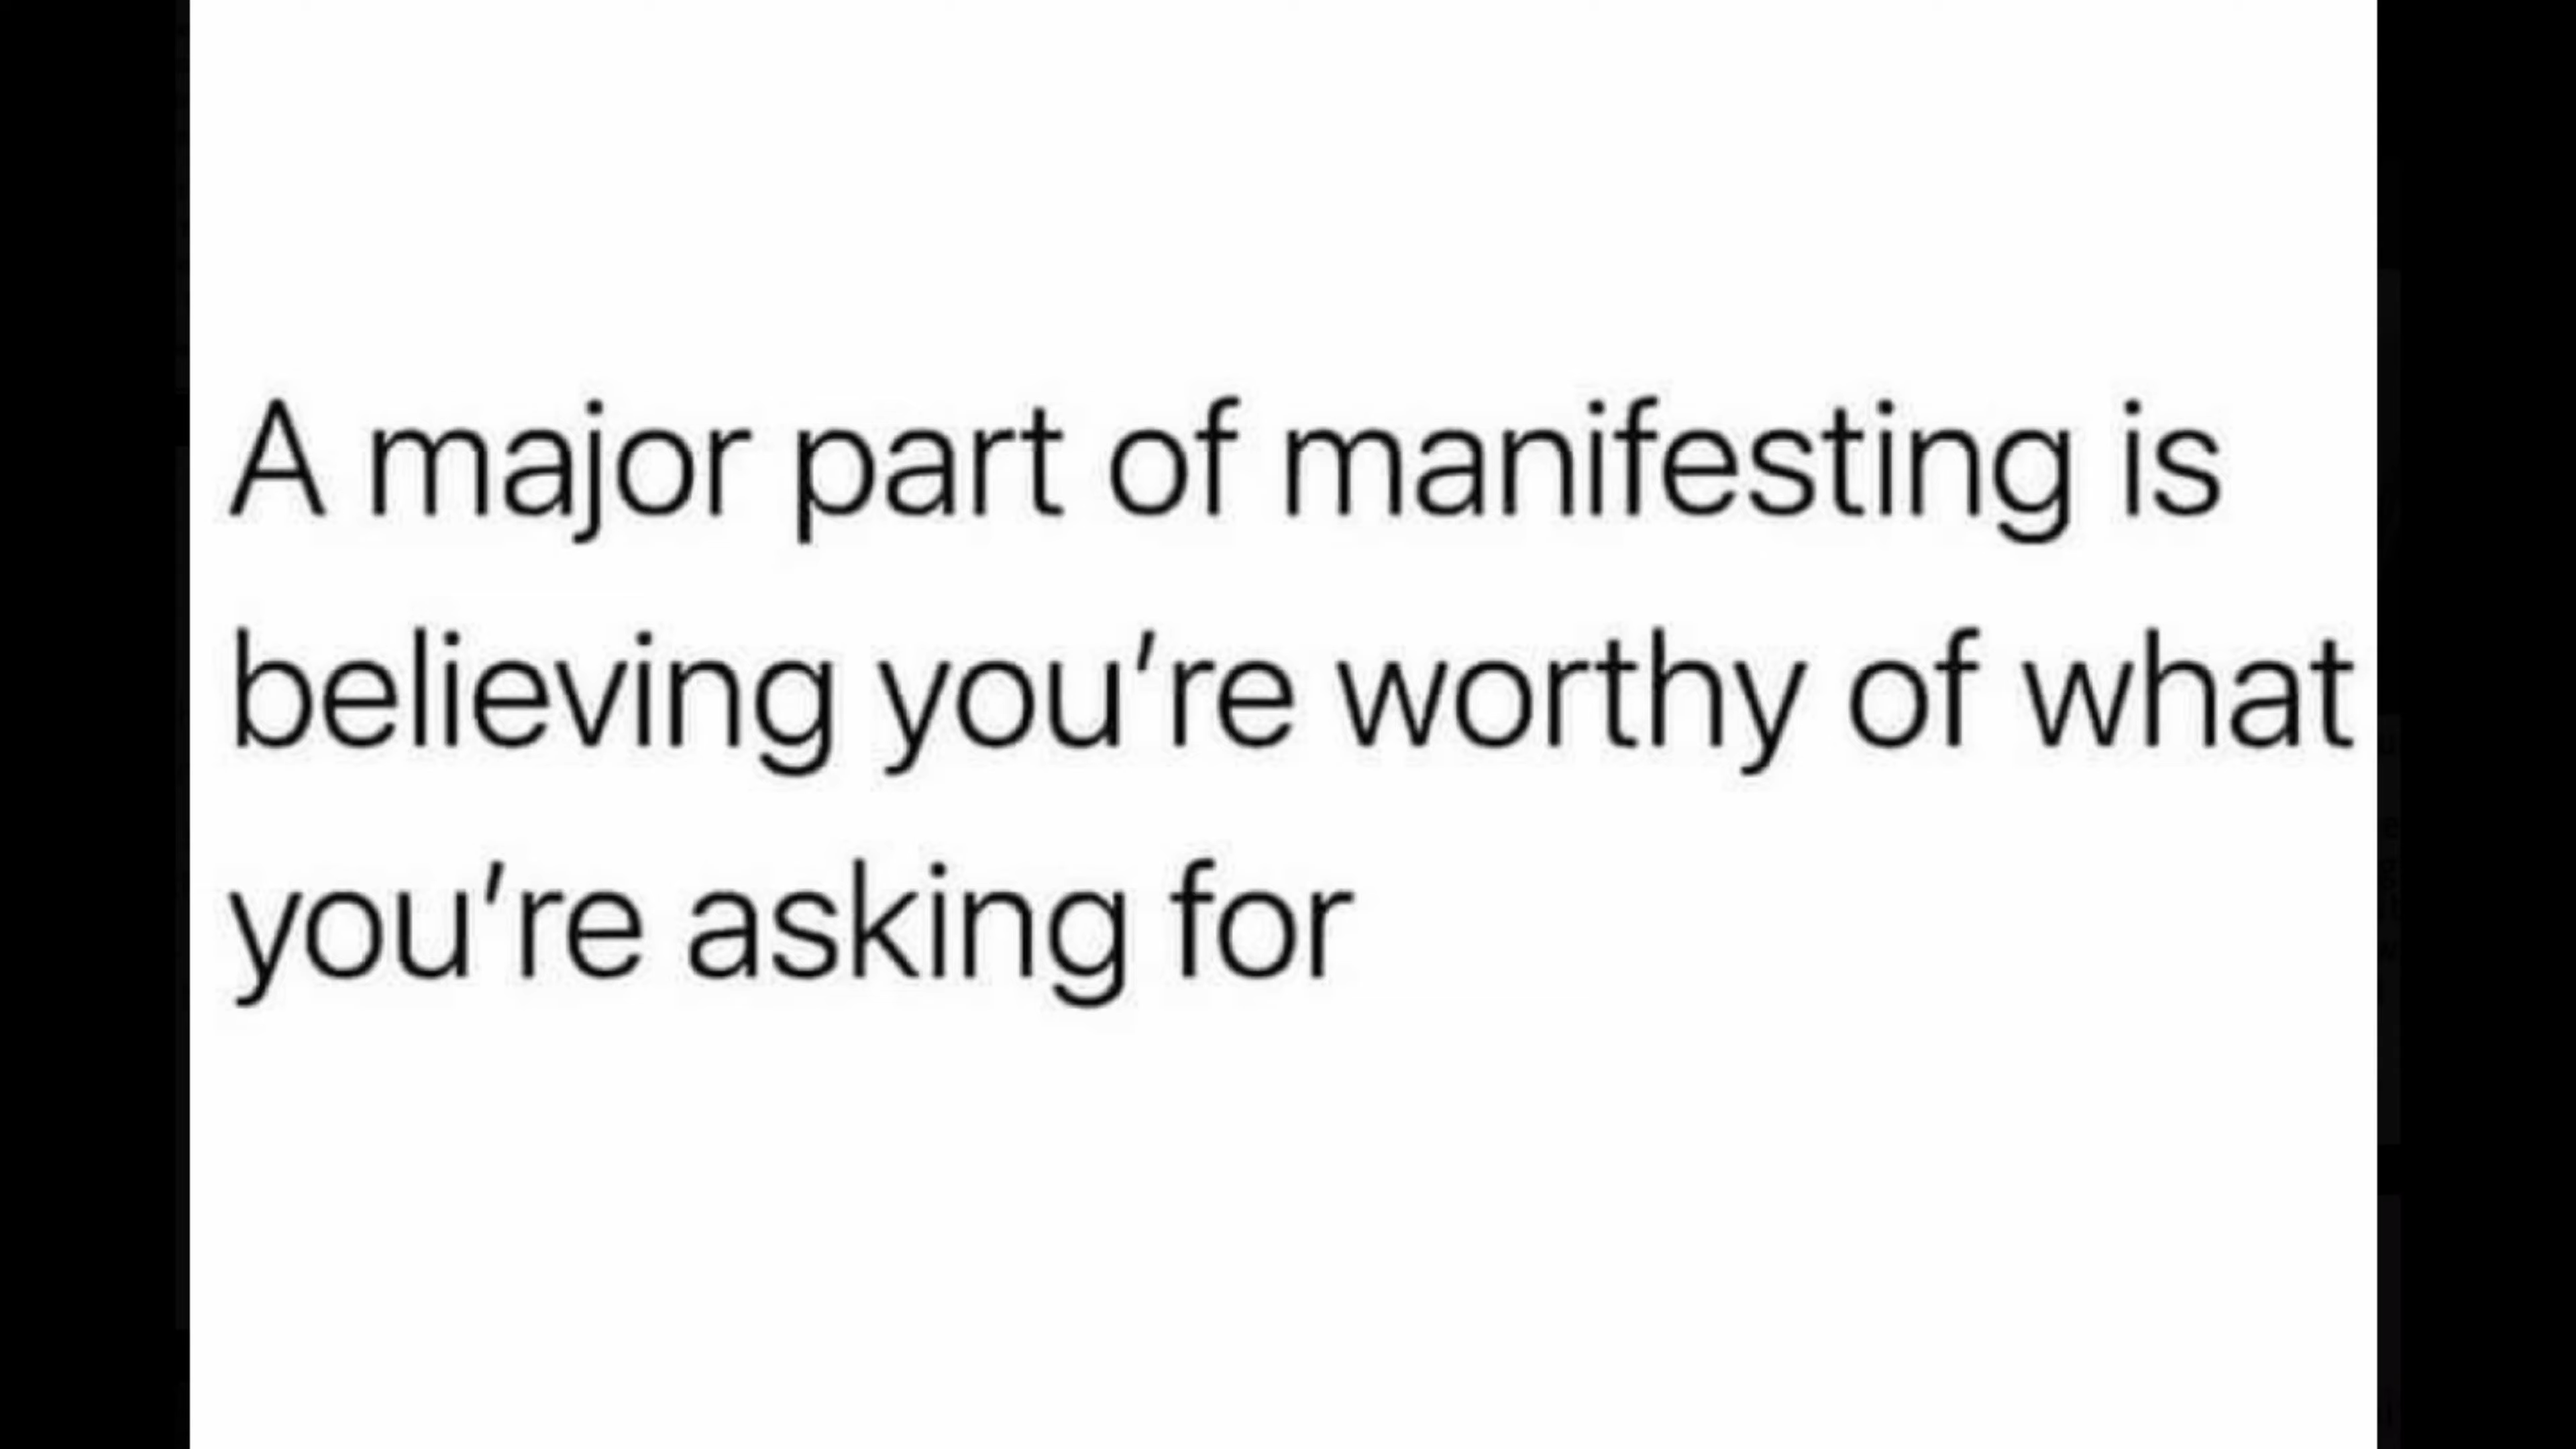 A major part of manifesting is
believing you’re worthy of what
you’re asking for